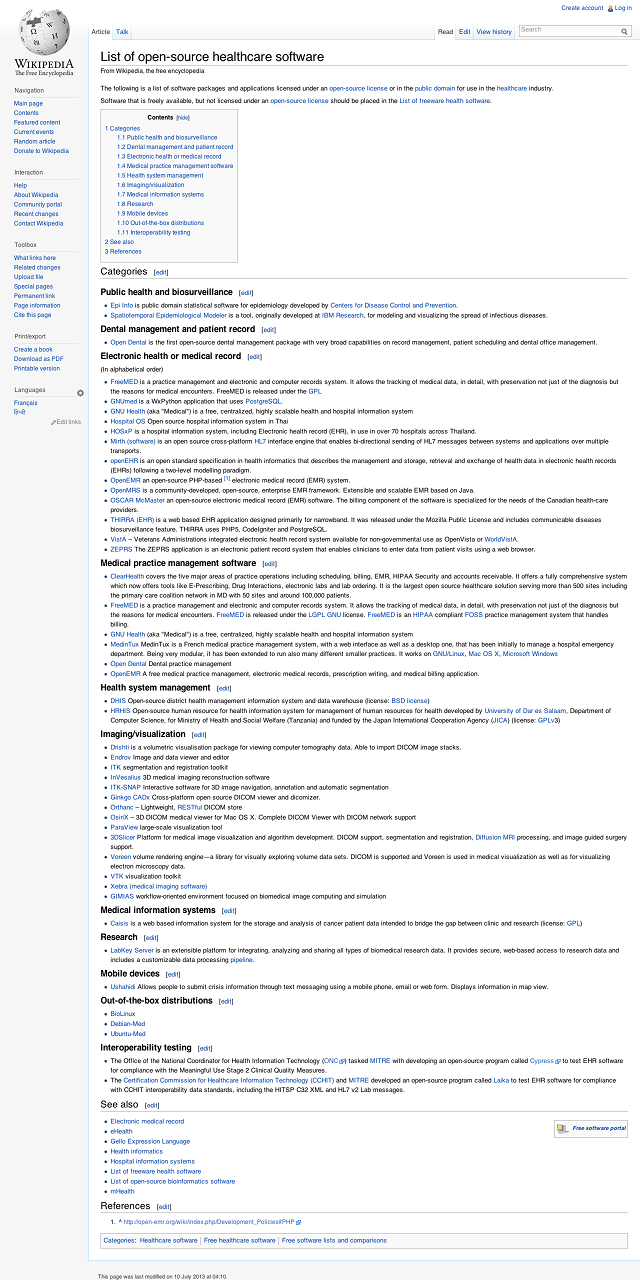 Create account Log in
WIKIPEDIA
The Free Encyclopedia
Article Talk Read Edit View history Search
Navigation
Main page
Contents
Featured content
Current events
Random article
Donate to Wikipedia
Interaction
Help
About Wikipedia
Community portal
Recent changes
Contact Wikipedia
Toolbox
What links here
Related changes
Upload file
Special pages
Permanent link
Page information
Cite this page
Print/export
Create a book
Download as PDF
Printable version
Languages
Français
हिन्दी
Edit links
List of open-source healthcare software
From Wikipedia, the free encyclopedia
The following is a list of software packages and applications licensed under an open-source license or in the public domain for use in the healthcare industry.
Software that is freely available, but not licensed under an open-source license should be placed in the List of freeware health software.
Contents [hide]
1 Categories
1.1 Public health and biosurveillance
1.2 Dental management and patient record
1.3 Electronic health or medical record
1.4 Medical practice management software
1.5 Health system management
1.6 Imaging/visualization
1.7 Medical information systems
1.8 Research
1.9 Mobile devices
1.10 Out-of-the-box distributions
1.11 Interoperability testing
2 See also
3 References
Categories [edit]
Public health and biosurveillance [edit]
• Epi Info is public domain statistical software for epidemiology developed by Centers for Disease Control and Prevention.
• Spatiotemporal Epidemiological Modeler is a tool, originally developed at IBM Research, for modeling and visualizing the spread of infectious diseases.
Dental management and patient record [edit]
• Open Dental is the first open-source dental management package with very broad capabilities on record management, patient scheduling and dental office management.
Electronic health or medical record [edit]
(In alphabetical order)
• FreeMED is a practice management and electronic and computer records system. It allows the tracking of medical data, in detail, with preservation not just of the diagnosis but
the reasons for medical encounters. FreeMED is released under the GPL
• GNUmed is a WxPython application that uses PostgreSQL.
• GNU Health (aka "Medical") is a free, centralized, highly scalable health and hospital information system
• Hospital OS Open source hospital information system in Thai
• HOSxP is a hospital information system, including Electronic health record (EHR), in use in over 70 hospitals across Thailand.
• Mirth (software) is an open source cross-platform HL7 interface engine that enables bi-directional sending of HL7 messages between systems and applications over multiple
transports.
• openEHR is an open standard specification in health informatics that describes the management and storage, retrieval and exchange of health data in electronic health records
(EHRs) following a two-level modelling paradigm.
• OpenEMR an open-source PHP-based [1] electronic medical record (EMR) system.
• OpenMRS is a community-developed, open-source, enterprise EMR framework. Extensible and scalable EMR based on Java.
• OSCAR McMaster an open-source electronic medical record (EMR) software. The billing component of the software is specialized for the needs of the Canadian health-care
providers.
• THIRRA (EHR) is a web based EHR application designed primarily for narrowband. It was released under the Mozilla Public License and includes communicable diseases
biosurveillance feature. THIRRA uses PHP5, CodeIgniter and PostgreSQL.
• VistA – Veterans Administrations integrated electronic health record system available for non-governmental use as OpenVista or WorldVistA.
• ZEPRS The ZEPRS application is an electronic patient record system that enables clinicians to enter data from patient visits using a web browser.
Medical practice management software [edit]
• ClearHealth covers the five major areas of practice operations including scheduling, billing, EMR, HIPAA Security and accounts receivable. It offers a fully comprehensive system
which now offers tools like E-Prescribing, Drug Interactions, electronic labs and lab ordering. It is the largest open source healthcare solution serving more than 500 sites including
the primary care coalition network in MD with 50 sites and around 100,000 patients.
• FreeMED is a practice management and electronic and computer records system. It allows the tracking of medical data, in detail, with preservation not just of the diagnosis but
the reasons for medical encounters. FreeMED is released under the LGPL GNU license. FreeMED is an HIPAA compliant FOSS practice management system that handles
billing.
• GNU Health (aka "Medical") is a free, centralized, highly scalable health and hospital information system
• MedinTux MedinTux is a French medical practice management, with a web interface as well as a desktop one, that has been initially to manage a hospital emergency
department. Being very modular, it has been extended to run also many different smaller practices. It works on GNU/Linux, Mac OS X, Microsoft Windows
• Open Dental Dental practice management
• OpenEMR A free medical practice management, electronic medical records, prescription writing, and medical billing application.
Health system management [edit]
• DHIS Open-source district health management information system and data warehouse (license: BSD license)
• HRHIS Open-source human resource for health information system for management of human resources for health developed by University of Dar es Salaam, Department of
Computer Science, for Ministry of Health and Social Welfare (Tanzania) and funded by the Japan International Cooperation Agency (JICA) (license: GPLv3)
Imaging/visualization [edit]
• Drishti is a volumetric visualisation package for viewing computer tomography data. Able to import DICOM image stacks.
• Endrov Image and data viewer and editor
• ITK segmentation and registration toolkit
• InVesalius 3D medical imaging reconstruction software
• ITK-SNAP Interactive software for 3D image navigation, annotation and automatic segmentation
• Ginkgo CADx Cross-platform open source DICOM viewer and dicomizer.
• Orthanc – Lightweight, RESTful DICOM store
• OsiriX – 3D DICOM medical viewer for Mac OS X. Complete DICOM Viewer with DICOM network support
• ParaView large-scale visualization tool
• 3DSlicer Platform for medical image visualization and algorithm development. DICOM support, segmentation and registration, Diffusion MRI processing, and image guided surgery
support.
• Voreen volume rendering engine—a library for visually exploring volume data sets. DICOM is supported and Voreen is used in medical visualization as well as for visualizing
electron microscopy data.
• VTK visualization toolkit
• Xebra (medical imaging software)
• GIMIAS workflow-oriented environment focused on biomedical image computing and simulation
Medical information systems [edit]
• Caisis is a web based information system for the storage and analysis of cancer patient data intended to bridge the gap between clinic and research (license: GPL)
Research [edit]
• LabKey Server is an extensible platform for integrating, analyzing and sharing all types of biomedical research data. It provides secure, web-based access to research data and
includes a customizable data processing pipeline.
Mobile devices [edit]
• Ushahidi Allows people to submit crisis information through text messaging using a mobile phone, email or web form. Displays information in map view.
Out-of-the-box distributions [edit]
• BioLinux
• Debian-Med
• Ubuntu-Med
Interoperability testing [edit]
• The Office of the National Coordinator for Health Information Technology (ONC) tasked MITRE with developing an open-source program called Cypress to test EHR software
for compliance with the Meaningful Use Stage 2 Clinical Quality Measures.
• The Certification Commission for Healthcare Information Technology (CCHIT) and MITRE developed an open-source program called Laika to test EHR software for compliance
with CCHIT interoperability data standards, including the HITSP C32 XML and HL7 v2 Lab messages.
See also [edit]
Free software portal
• Electronic medical record
• eHealth
• Gello Expression Language
• Health informatics
• Hospital information systems
• List of freeware health software
• List of open-source bioinformatics software
• mHealth
References [edit]
1. ^ http://open-emr.org/wiki/index.php/Development_Policies#PHP
Categories: Healthcare software | Free healthcare software | Free software lists and comparisons
This page was last modified on 10 July 2013 at 04:10.